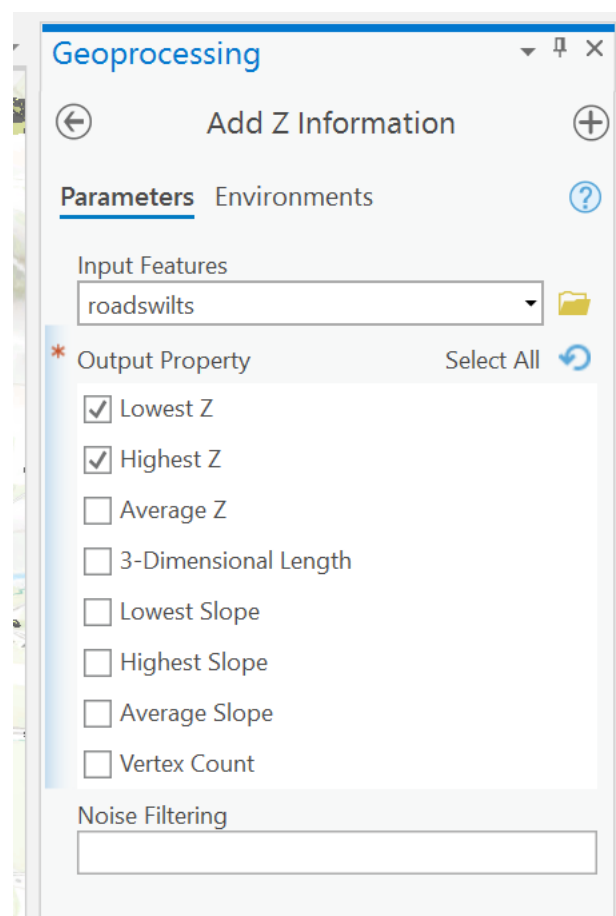 Geoprocessing
Add Z Information
Parameters Environments
Input Features
roadswilts
* Output Property Select All
Lowest Z
Highest Z
Average Z
3-Dimensional Length
Lowest Slope
Highest Slope
Average Slope
Vertex Count
Noise Filtering